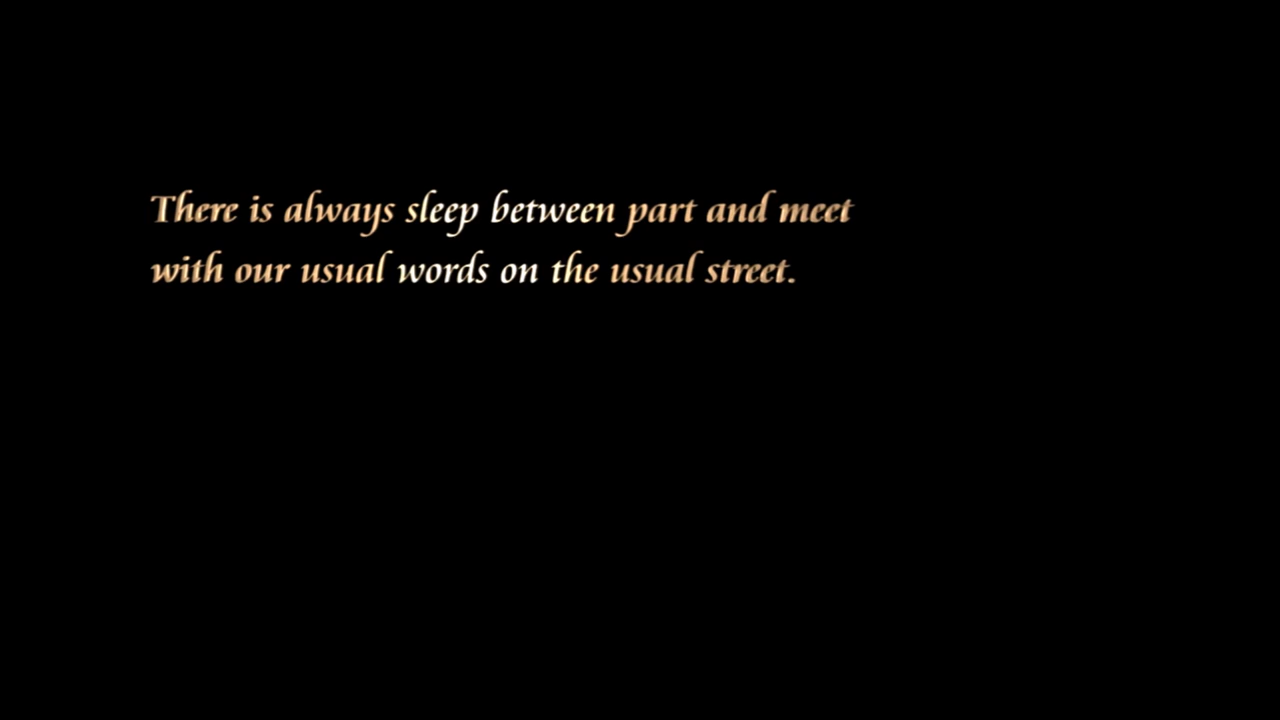 There is always sleep between part and meet
with our usual words on the usual street.